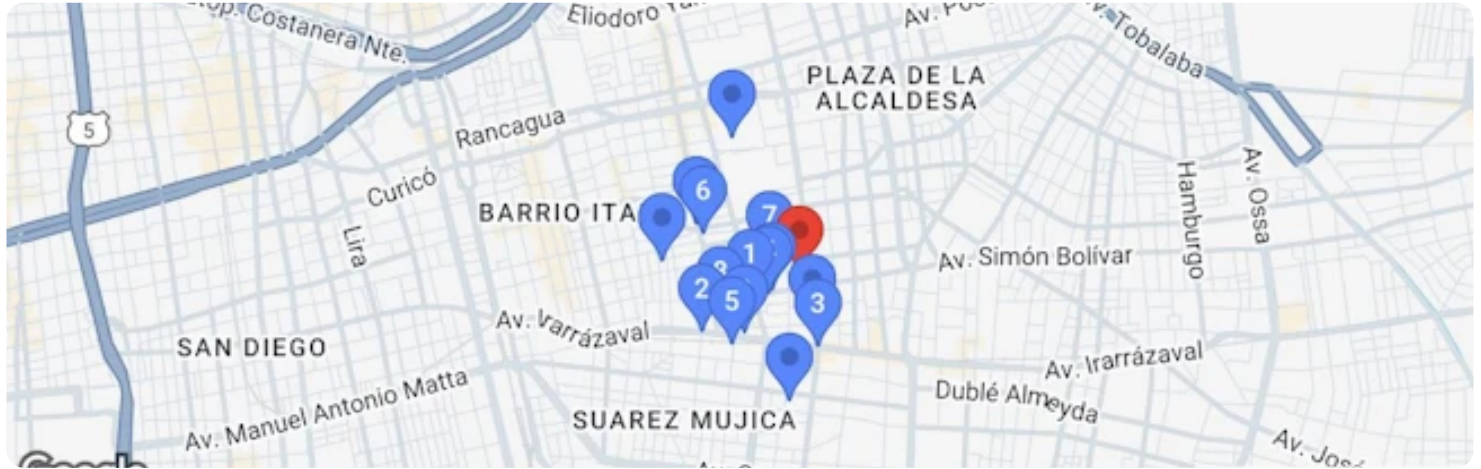 Costanera Nte.
Eliodoro
Av.
Tobalaba
PLAZA DE LA
ALCALDESA
5
Rancagua
Curicó
6
BARRIO ITA
7
Lira
1
Hamburgo
Av. Ossa
Av. Simón Bolívar
2
5
3
Av. Irarrázaval
SAN DIEGO
Av. Irarrázaval
Av. Manuel Antonio Matta
Dublé Almeyda
SUAREZ MUJICA
Av. José
Google